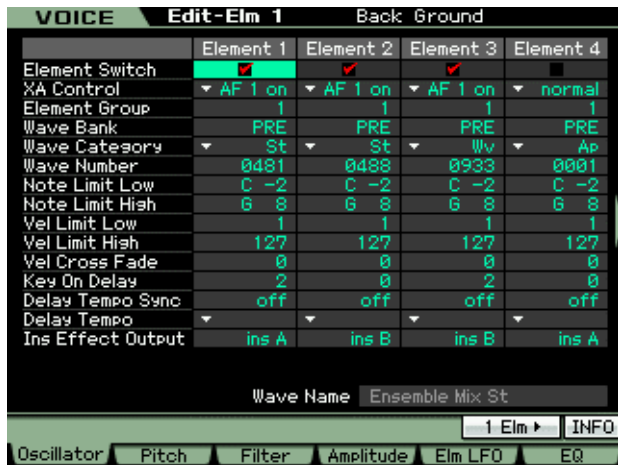 VOICE Edit-Elm 1 Back Ground
Element 1 Element 2 Element 3 Element 4
Element Switch
XA Control AF 1 on AF 1 on AF 1 on normal
Element Group 1 1 1 1
Wave Bank PRE PRE PRE PRE
Wave Category St St Wv Ap
Wave Number 0481 0488 0933 0001
Note Limit Low C -2 C -2 C -2 C -2
Note Limit High G 8 G 8 G 8 G 8
Vel Limit Low 1 1 1 1
Vel Limit High 127 127 127 127
Vel Cross Fade 0 0 0 0
Key On Delay 2 0 2 0
Delay Tempo Sync off off off off
Delay Tempo
Ins Effect Output ins A ins B ins B ins A
Wave Name Ensemble Mix St
1 Elm INFO
Oscillator Pitch Filter Amplitude Elm LFO EQ